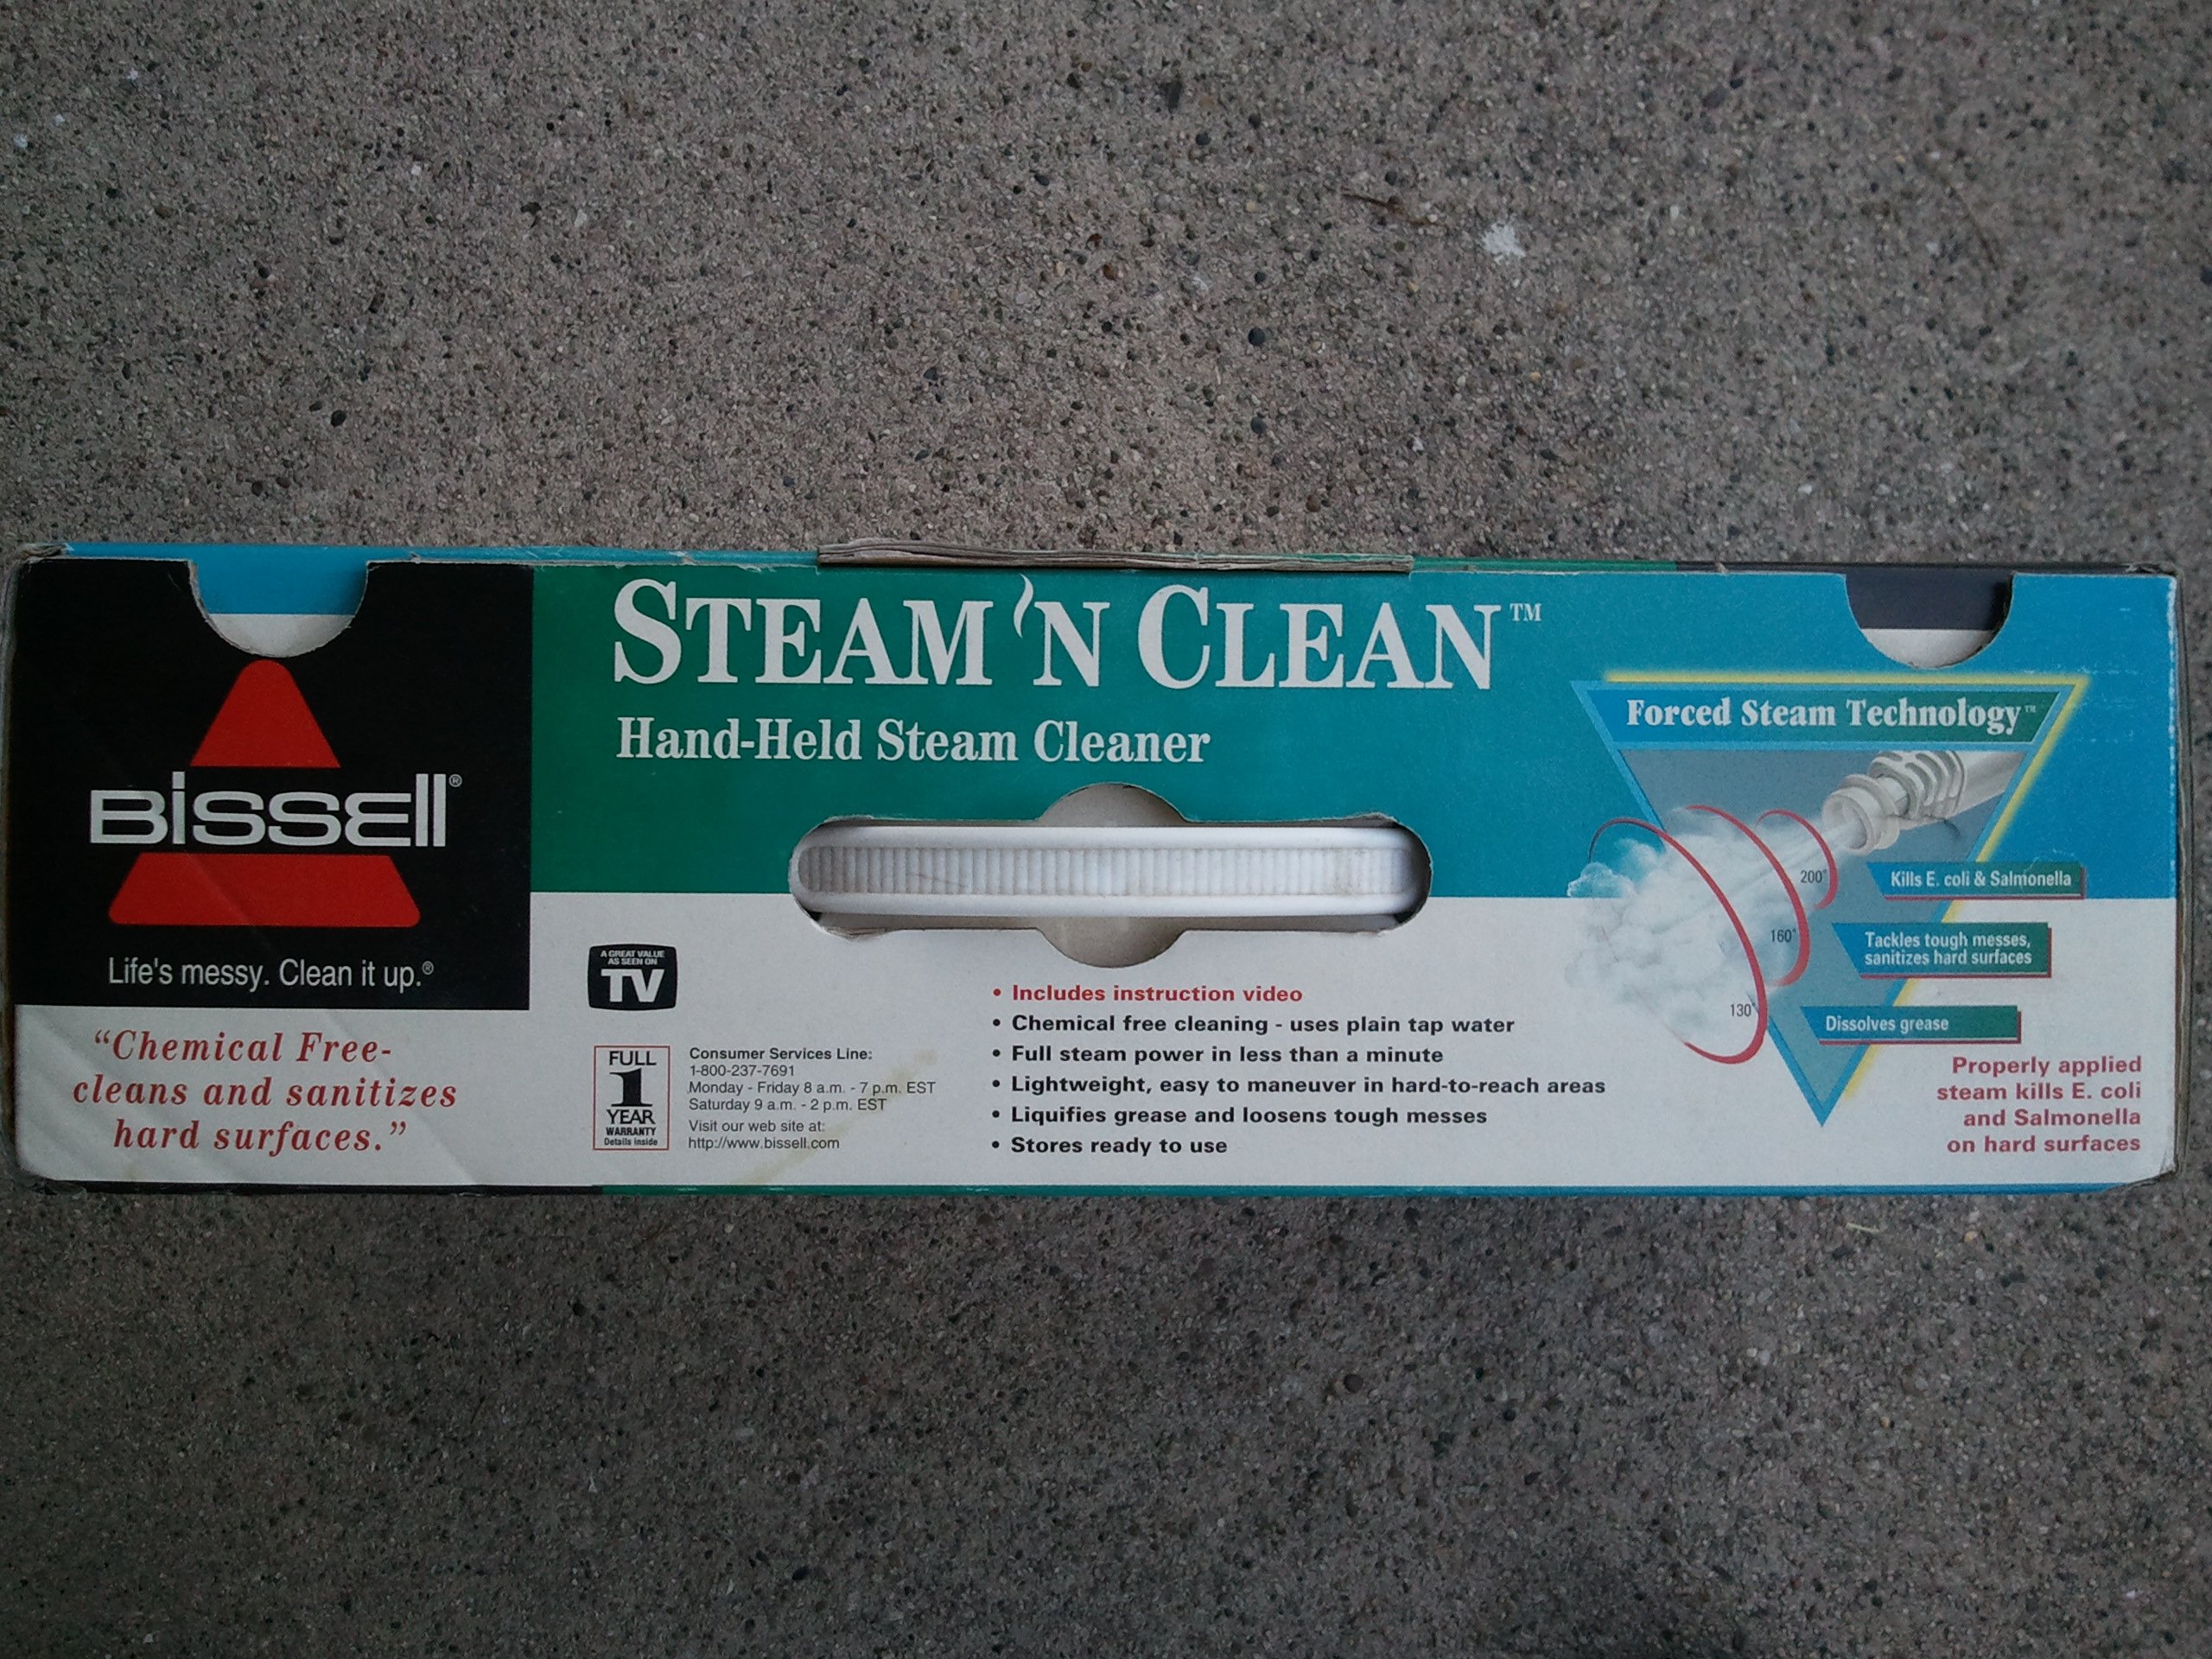 STEAM 'N CLEAN™
Hand-Held Steam Cleaner
BISSELL®
Life's messy. Clean it up.®
“Chemical Free-
cleans and sanitizes
hard surfaces.”
A GREAT VALUE
AS SEEN ON
TV
FULL
1
YEAR
WARRANTY
Details Inside
Consumer Services Line:
1-800-237-7691
Monday - Friday 8 a.m. - 7 p.m. EST
Saturday 9 a.m. - 2 p.m. EST
Visit our web site at:
http://www.bissell.com
• Includes instruction video
• Chemical free cleaning - uses plain tap water
• Full steam power in less than a minute
• Lightweight, easy to maneuver in hard-to-reach areas
• Liquifies grease and loosens tough messes
• Stores ready to use
Forced Steam Technology™
200°
Kills E. coli & Salmonella
160°
Tackles tough messes,
sanitizes hard surfaces
130°
Dissolves grease
Properly applied
steam kills E. coli
and Salmonella
on hard surfaces